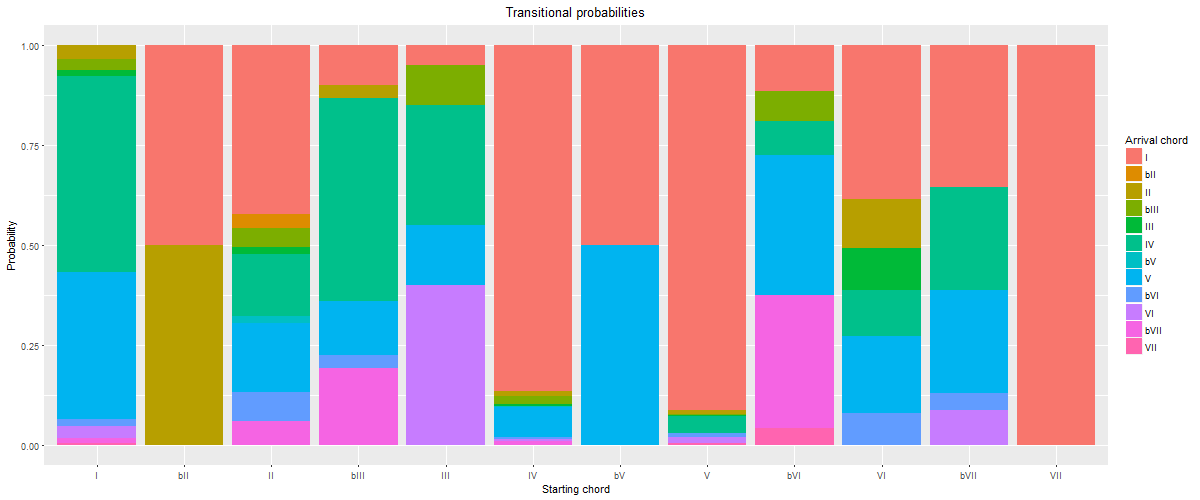 Transitional probabilities
Probability
1.00
0.75
0.50
0.25
0.00
I bII II bIII III IV bV V bVI VI bVII VII
Starting chord
Arrival chord
I
bII
II
bIII
III
IV
bV
V
bVI
VI
bVII
VII